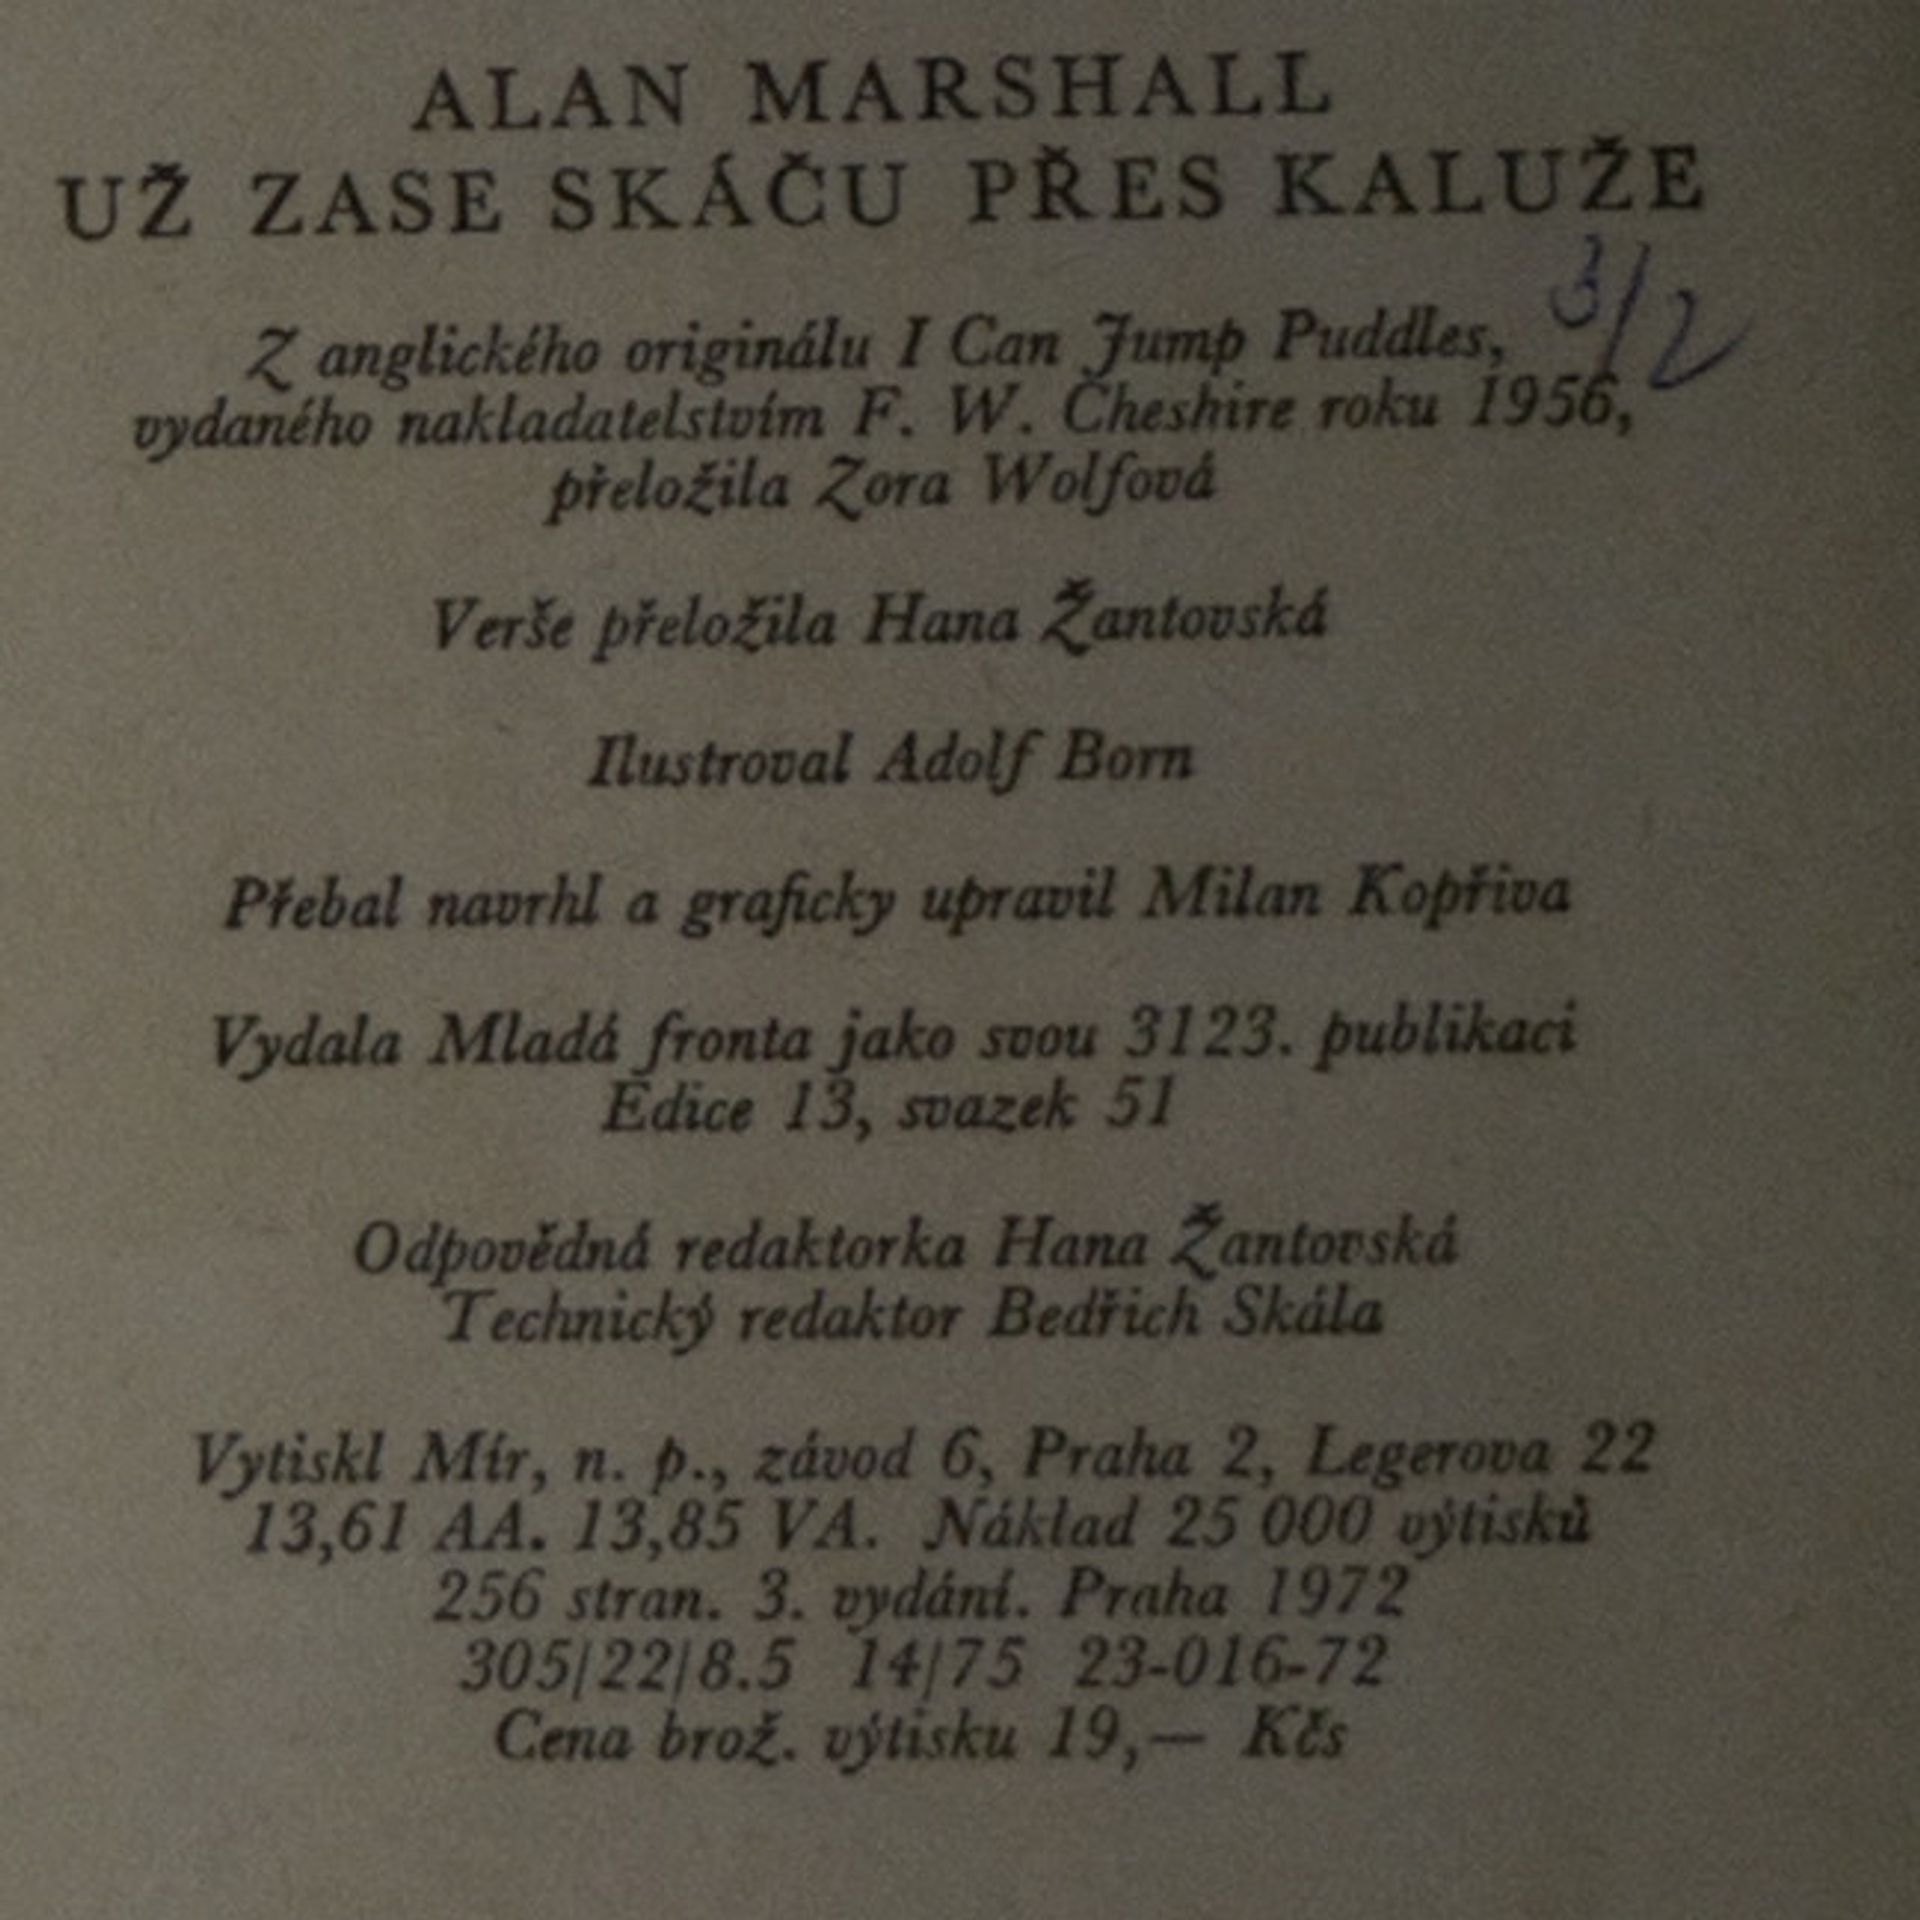 ALAN MARSHALL
UŽ ZASE SKÁČU PŘES KALUŽE
3/2
Z anglického originálu I Can Jump Puddles,
vydaného nakladatelstvím F. W. Cheshire roku 1956,
přeložila Zora Wolfová
Verše přeložila Hana Žantovská
Ilustroval Adolf Born
Přebal navrhl a graficky upravil Milan Kopřiva
Vydala Mladá fronta jako svou 3123. publikaci
Edice 13, svazek 51
Odpovědná redaktorka Hana Žantovská
Technický redaktor Bedřich Skála
Vytiskl Mír, n. p., závod 6, Praha 2, Legerova 22
13,61 AA. 13,85 VA. Náklad 25 000 výtisků
256 stran. 3. vydání. Praha 1972
305/22/8.5 14/75 23-016-72
Cena brož. výtisku 19,— Kčs